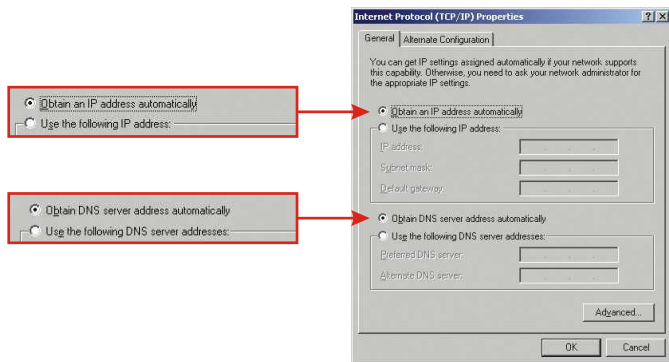 Obtain an IP address automatically
Use the following IP address:
Obtain DNS server address automatically
Use the following DNS server addresses:
Internet Protocol (TCP/IP) Properties
General
Alternate Configuration
You can get IP settings assigned automatically if your network supports
this capability. Otherwise, you need to ask your network administrator for
the appropriate IP settings.
Obtain an IP address automatically
Use the following IP address:
IP address:
Subnet mask:
Default gateway:
Obtain DNS server address automatically
Use the following DNS server addresses:
Preferred DNS server:
Alternate DNS server:
Advanced...
OK
Cancel